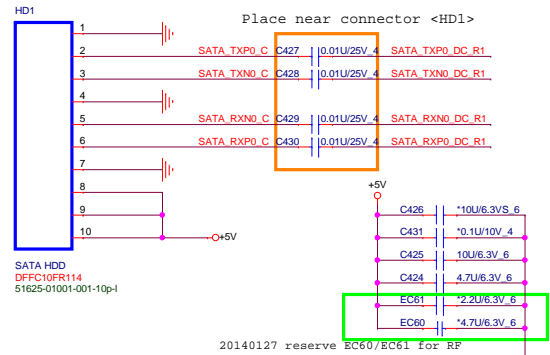 HD1
Place near connector <HD1>
1
2 SATA_TXP0_C C427 0.01U/25V_4 SATA_TXP0_DC_R1
3 SATA_TXN0_C C428 0.01U/25V_4 SATA_TXN0_DC_R1
4
5 SATA_RXN0_C C429 0.01U/25V_4 SATA_RXN0_DC_R1
6 SATA_RXP0_C C430 0.01U/25V_4 SATA_RXP0_DC_R1
7
8
9
10 +5V
SATA HDD
DFFC10FR114
51625-01001-001-10p-l
+5V
C426 *10U/6.3VS_6
C431 *0.1U/10V_4
C425 10U/6.3V_6
C424 4.7U/6.3V_6
EC61 *2.2U/6.3V_6
EC60 *4.7U/6.3V_6
20140127 reserve EC60/EC61 for RF